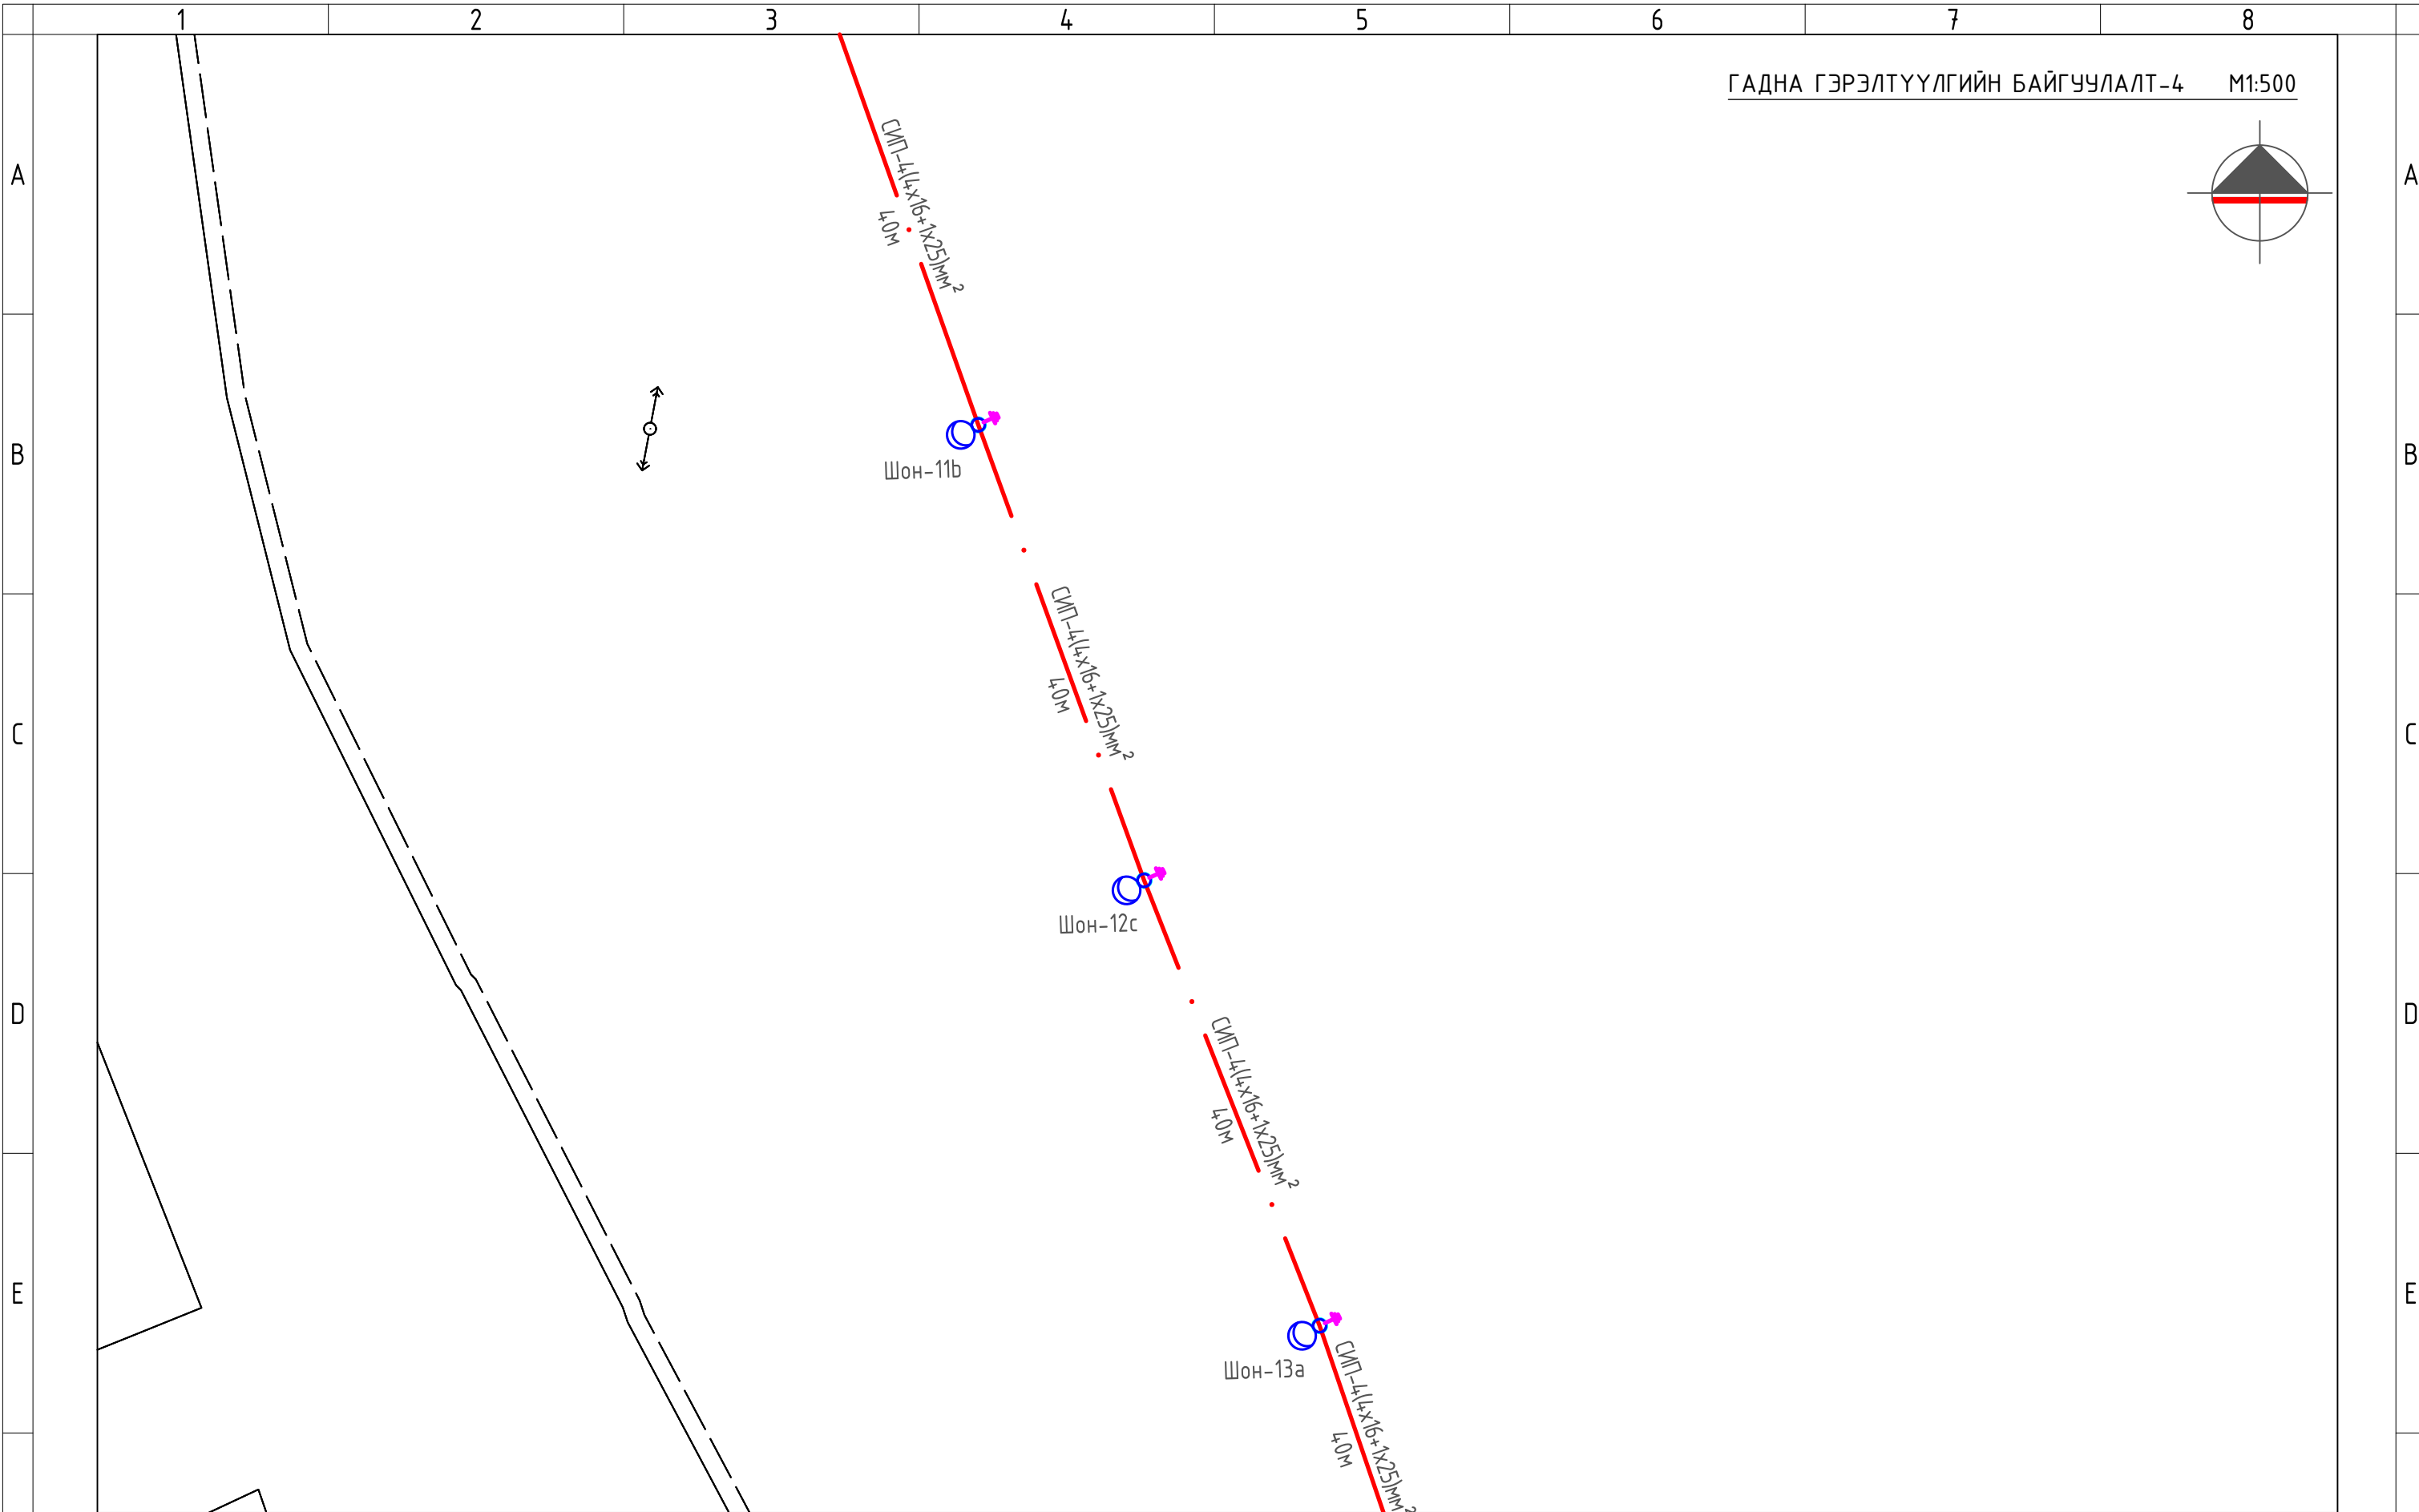 1 2 3 4 5 6 7 8
ГАДНА ГЭРЭЛТҮҮЛГИЙН БАЙГУУЛАЛТ-4 М1:500
A A
СИП-4(4x16+1x25)мм²
40м
B B
Шон-11b
C C
СИП-4(4x16+1x25)мм²
40м
Шон-12c
D D
СИП-4(4x16+1x25)мм²
40м
E E
Шон-13a
СИП-4(4x16+1x25)мм²
40м